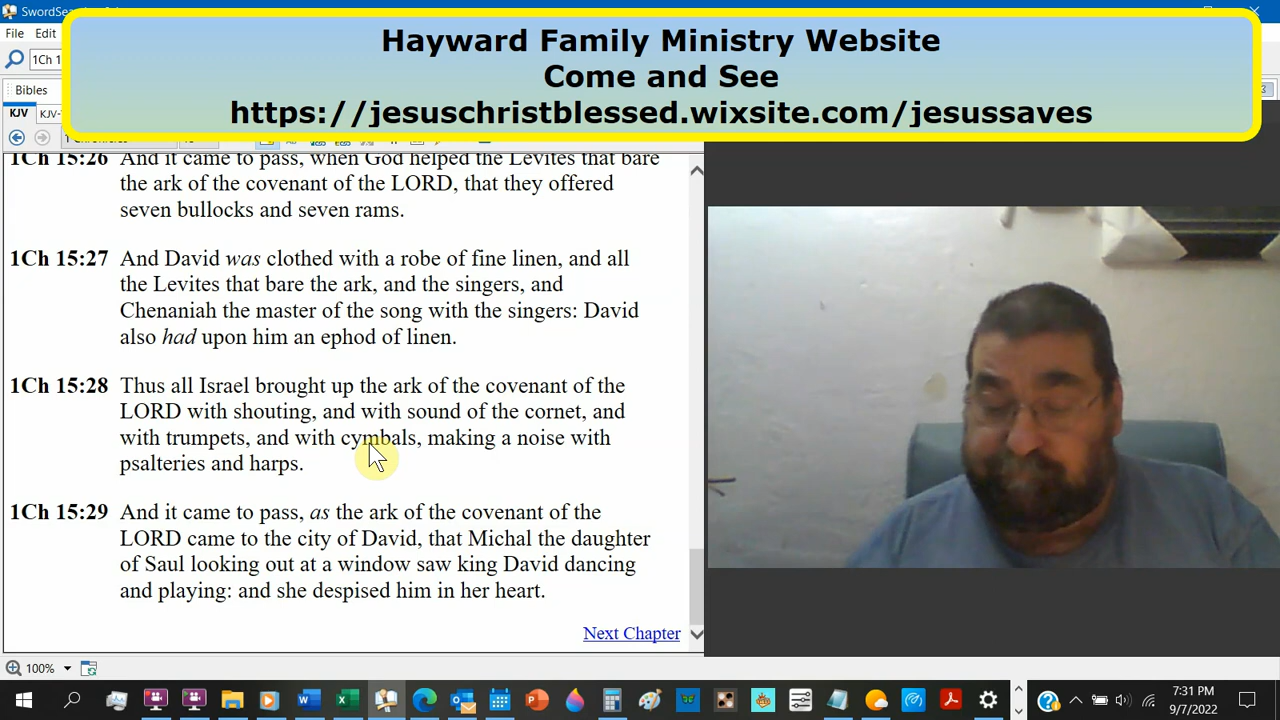 SwordSea
Hayward Family Ministry Website
Come and See
https://jesuschristblessed.wixsite.com/jesussaves
File Edit
1Ch 1
Bibles
KJV KJV-
1Ch 15:26 And it came to pass, when God helped the Levites that bare
the ark of the covenant of the LORD, that they offered
seven bullocks and seven rams.
1Ch 15:27 And David was clothed with a robe of fine linen, and all
the Levites that bare the ark, and the singers, and
Chenaniah the master of the song with the singers: David
also had upon him an ephod of linen.
1Ch 15:28 Thus all Israel brought up the ark of the covenant of the
LORD with shouting, and with sound of the cornet, and
with trumpets, and with cymbals, making a noise with
psalteries and harps.
1Ch 15:29 And it came to pass, as the ark of the covenant of the
LORD came to the city of David, that Michal the daughter
of Saul looking out at a window saw king David dancing
and playing: and she despised him in her heart.
Next Chapter
100%
7:31 PM
9/7/2022